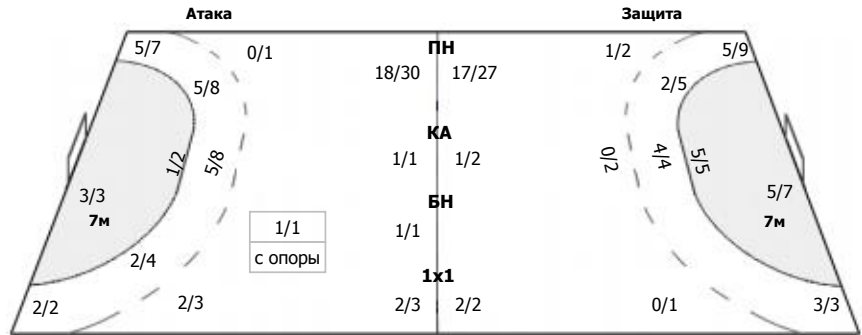 Атака Защита
5/7 0/1 ПН 1/2 5/9
18/30 17/27
5/8 2/5
КА
1/2 5/8 1/1 1/2 0/2 4/4 5/5
3/3 БН 5/7
7м 7м
1/1 1/1
с опоры
2/4
1х1
2/2 2/3 2/3 2/2 0/1 3/3